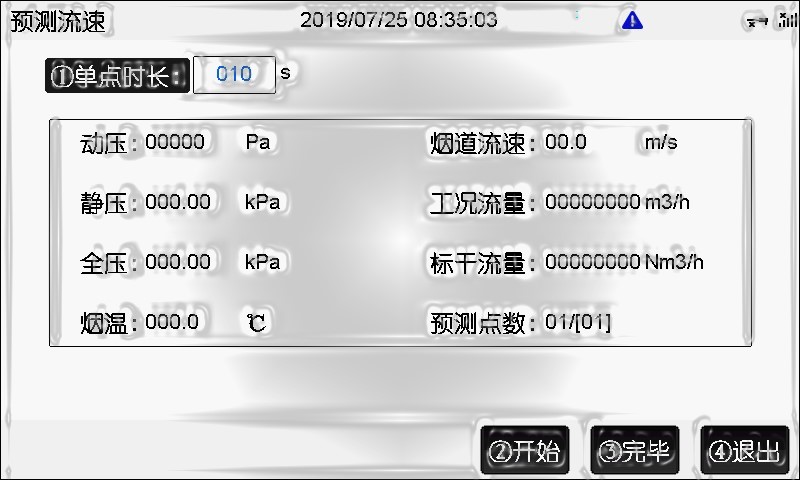 预测流速 2019/07/25 08:35:03
①单点时长: 010 s
动压: 00000 Pa 烟道流速: 00.0 m/s
静压: 000.00 kPa 工况流量: 00000000 m3/h
全压: 000.00 kPa 标干流量: 00000000 Nm3/h
烟温: 000.0 ℃ 预测点数: 01/[01]
②开始 ③完毕 ④退出